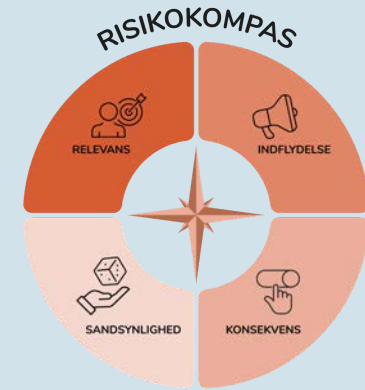 RISIKOKOMPAS
RELEVANS
INDFLYDELSE
SANDSYNLIGHED
KONSEKVENS